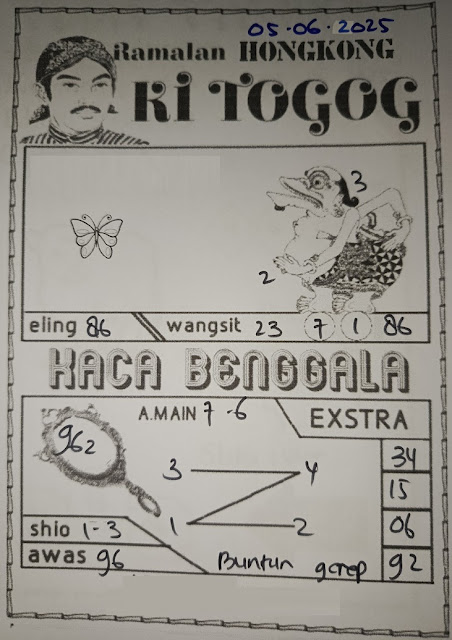 05-06-2025
Ramalan HONGKONG
KI TOGOG
3
2
eling 86 wangsit 23 7 1 86
KACA BENGGALA
A.MAIN 7-6 EXSTRA
962
3 4
34
15
1 2
06
shio 1-3
awas 96 Buntun gerep 92